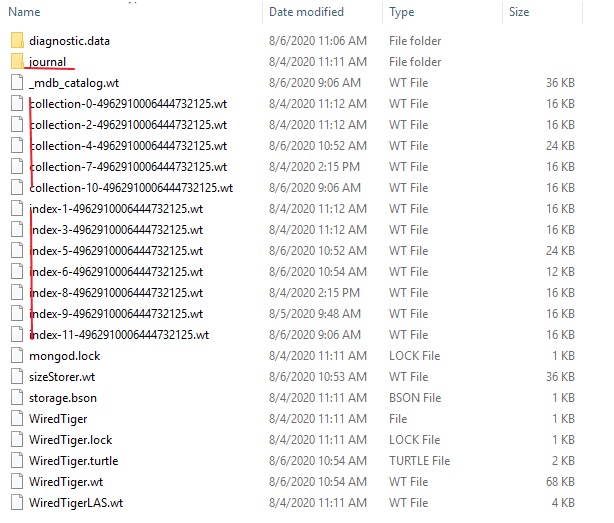 Name Date modified Type Size
diagnostic.data 8/6/2020 11:06 AM File folder
journal 8/4/2020 11:11 AM File folder
_mdb_catalog.wt 8/6/2020 9:06 AM WT File 36 KB
collection-0-4962910006444732125.wt 8/4/2020 11:12 AM WT File 16 KB
collection-2-4962910006444732125.wt 8/4/2020 11:12 AM WT File 16 KB
collection-4-4962910006444732125.wt 8/6/2020 10:52 AM WT File 24 KB
collection-7-4962910006444732125.wt 8/4/2020 2:15 PM WT File 16 KB
collection-10-4962910006444732125.wt 8/6/2020 9:06 AM WT File 16 KB
index-1-4962910006444732125.wt 8/4/2020 11:12 AM WT File 16 KB
index-3-4962910006444732125.wt 8/4/2020 11:12 AM WT File 16 KB
index-5-4962910006444732125.wt 8/6/2020 10:52 AM WT File 24 KB
index-6-4962910006444732125.wt 8/6/2020 10:54 AM WT File 12 KB
index-8-4962910006444732125.wt 8/4/2020 2:15 PM WT File 16 KB
index-9-4962910006444732125.wt 8/5/2020 9:48 AM WT File 16 KB
index-11-4962910006444732125.wt 8/6/2020 9:06 AM WT File 16 KB
mongod.lock 8/4/2020 11:11 AM LOCK File 1 KB
sizeStorer.wt 8/6/2020 10:53 AM WT File 36 KB
storage.bson 8/4/2020 11:11 AM BSON File 1 KB
WiredTiger 8/4/2020 11:11 AM File 1 KB
WiredTiger.lock 8/4/2020 11:11 AM LOCK File 1 KB
WiredTiger.turtle 8/6/2020 10:54 AM TURTLE File 2 KB
WiredTiger.wt 8/6/2020 10:54 AM WT File 68 KB
WiredTigerLAS.wt 8/4/2020 11:11 AM WT File 4 KB